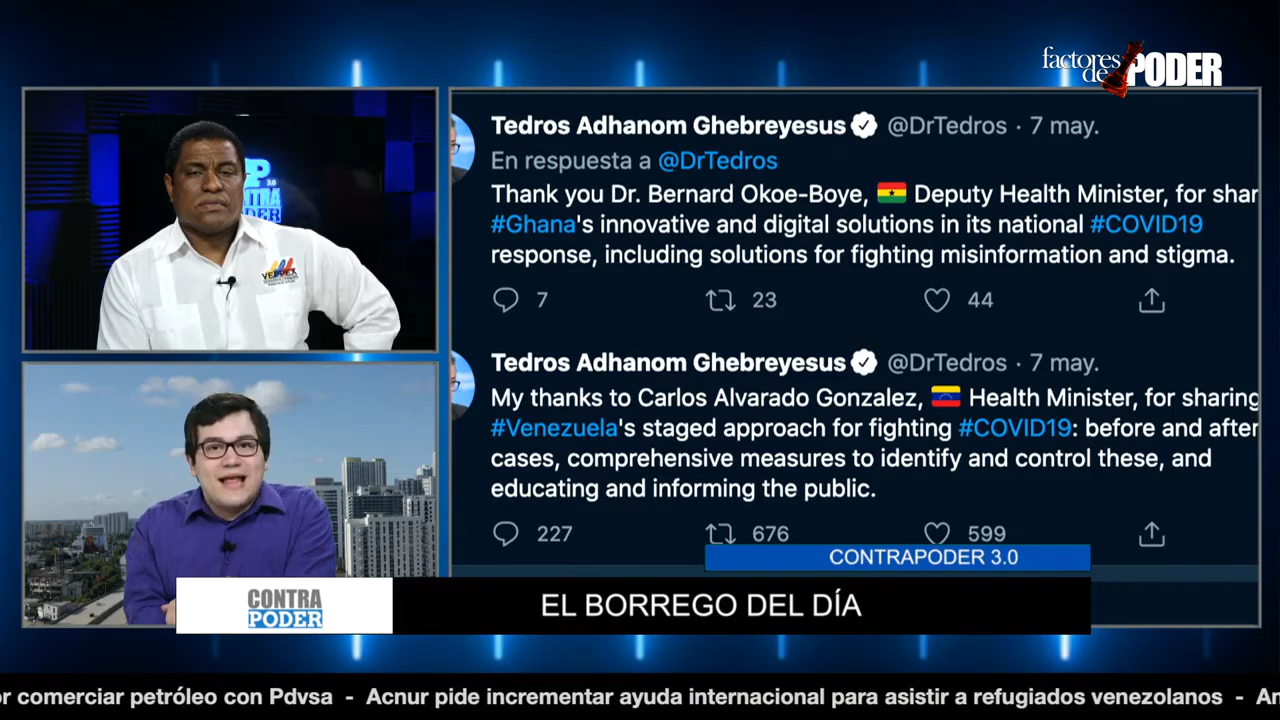 factores
de PODER
Tedros Adhanom Ghebreyesus @DrTedros · 7 may.
En respuesta a @DrTedros
Thank you Dr. Bernard Okoe-Boye, Deputy Health Minister, for shar
#Ghana's innovative and digital solutions in its national #COVID19
response, including solutions for fighting misinformation and stigma.
7 23 44
Tedros Adhanom Ghebreyesus @DrTedros · 7 may.
My thanks to Carlos Alvarado Gonzalez, Health Minister, for sharing
#Venezuela's staged approach for fighting #COVID19: before and after
cases, comprehensive measures to identify and control these, and
educating and informing the public.
227 676 599
3.0
VEPPEX
CONTRAPODER 3.0
CONTRA
PODER
EL BORREGO DEL DÍA
or comerciar petróleo con Pdvsa - Acnur pide incrementar ayuda internacional para asistir a refugiados venezolanos - An